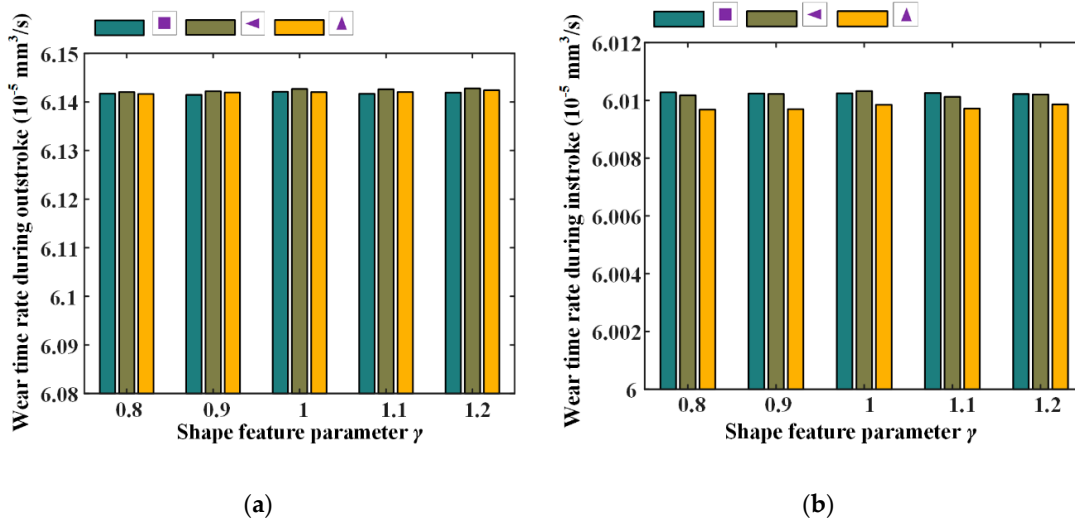 Wear time rate during outstroke (10⁻⁵ mm³/s)
6.15
6.14
6.13
6.12
6.11
6.1
6.09
6.08
0.8 0.9 1 1.1 1.2
Shape feature parameter γ
(a)
Wear time rate during instroke (10⁻⁵ mm³/s)
6.012
6.01
6.008
6.006
6.004
6.002
6
0.8 0.9 1 1.1 1.2
Shape feature parameter γ
(b)